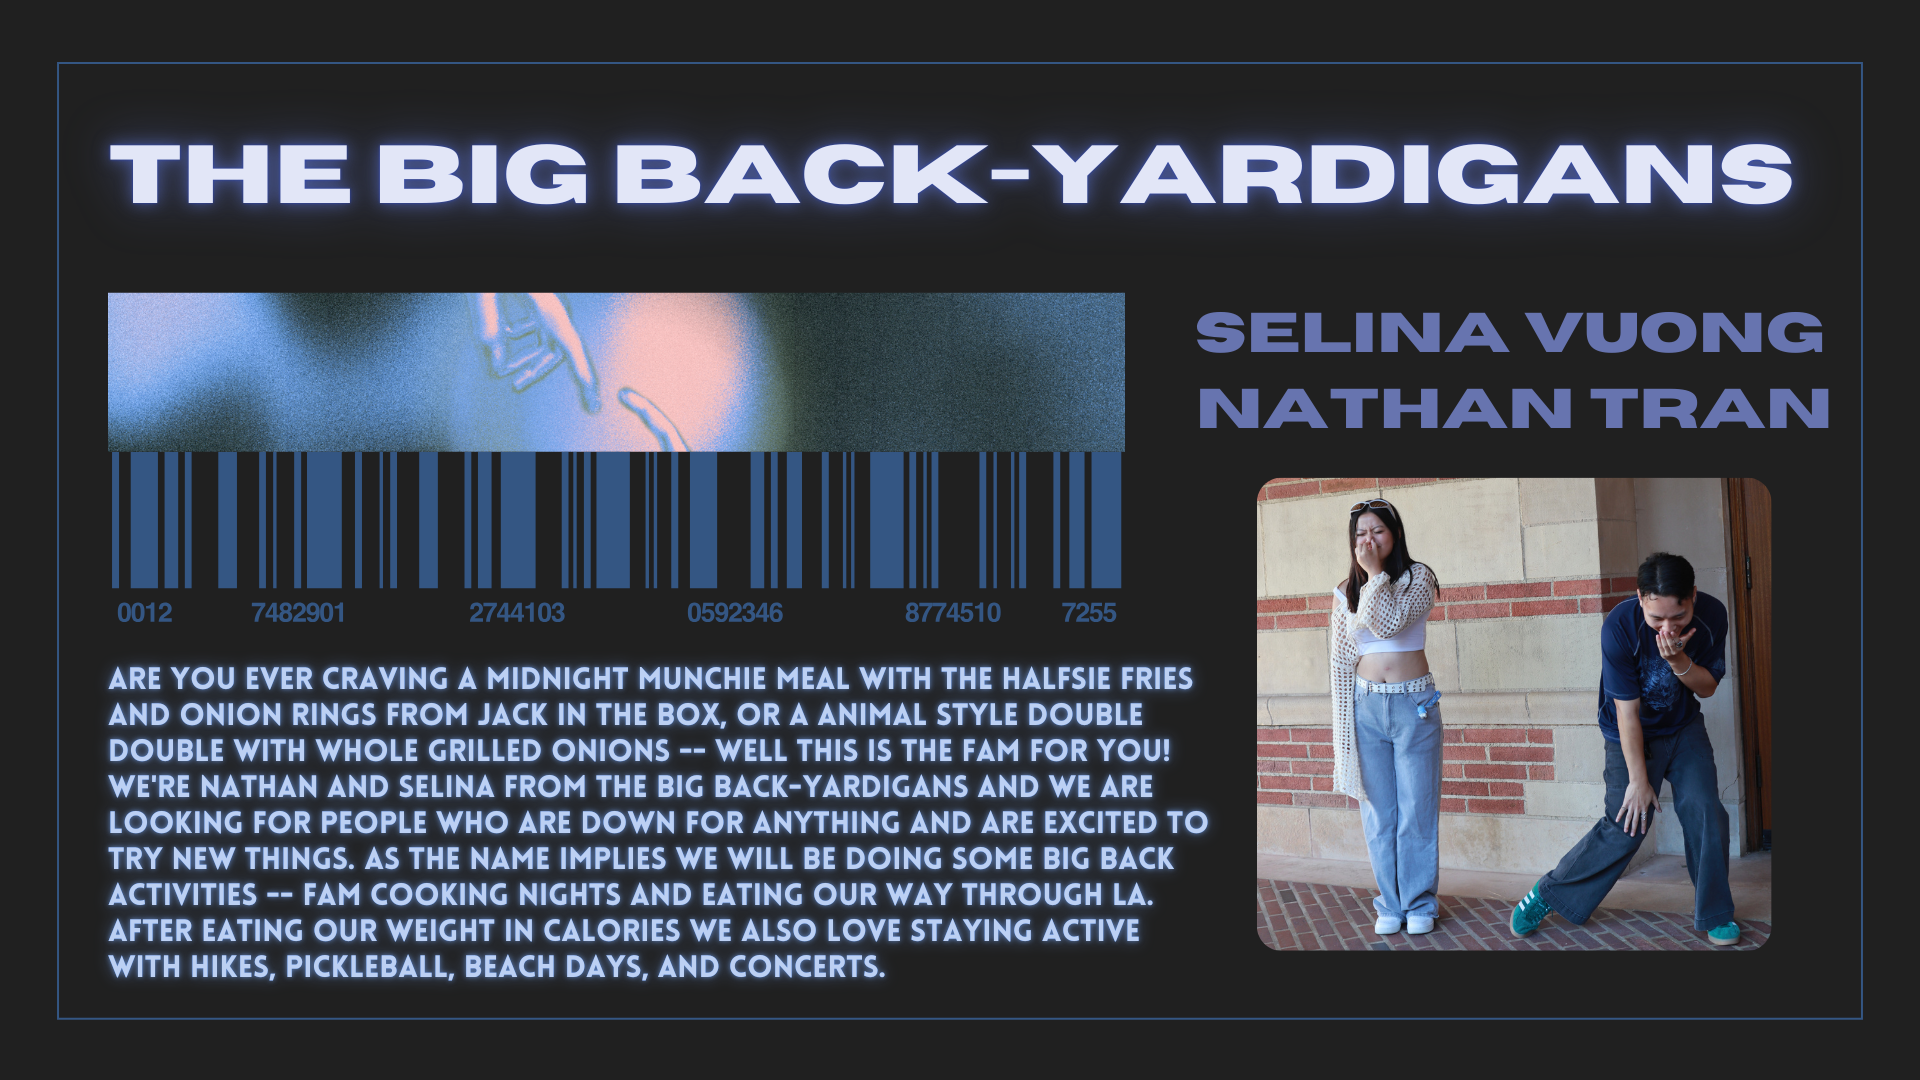 THE BIG BACK-YARDIGANS
SELINA VUONG
NATHAN TRAN
0012 7482901 2744103 0592346 8774510 7255
ARE YOU EVER CRAVING A MIDNIGHT MUNCHIE MEAL WITH THE HALFSIE FRIES
AND ONION RINGS FROM JACK IN THE BOX, OR A ANIMAL STYLE DOUBLE
DOUBLE WITH WHOLE GRILLED ONIONS -- WELL THIS IS THE FAM FOR YOU!
WE'RE NATHAN AND SELINA FROM THE BIG BACK-YARDIGANS AND WE ARE
LOOKING FOR PEOPLE WHO ARE DOWN FOR ANYTHING AND ARE EXCITED TO
TRY NEW THINGS. AS THE NAME IMPLIES WE WILL BE DOING SOME BIG BACK
ACTIVITIES -- FAM COOKING NIGHTS AND EATING OUR WAY THROUGH LA.
AFTER EATING OUR WEIGHT IN CALORIES WE ALSO LOVE STAYING ACTIVE
WITH HIKES, PICKLEBALL, BEACH DAYS, AND CONCERTS.